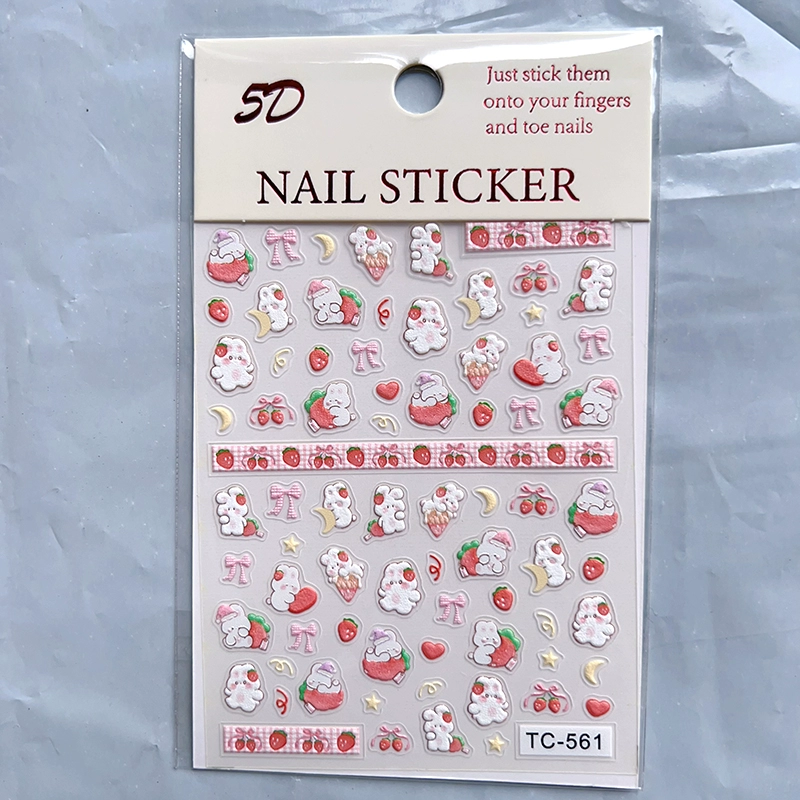 5D
Just stick them
onto your fingers
and toe nails
NAIL STICKER
TC-561